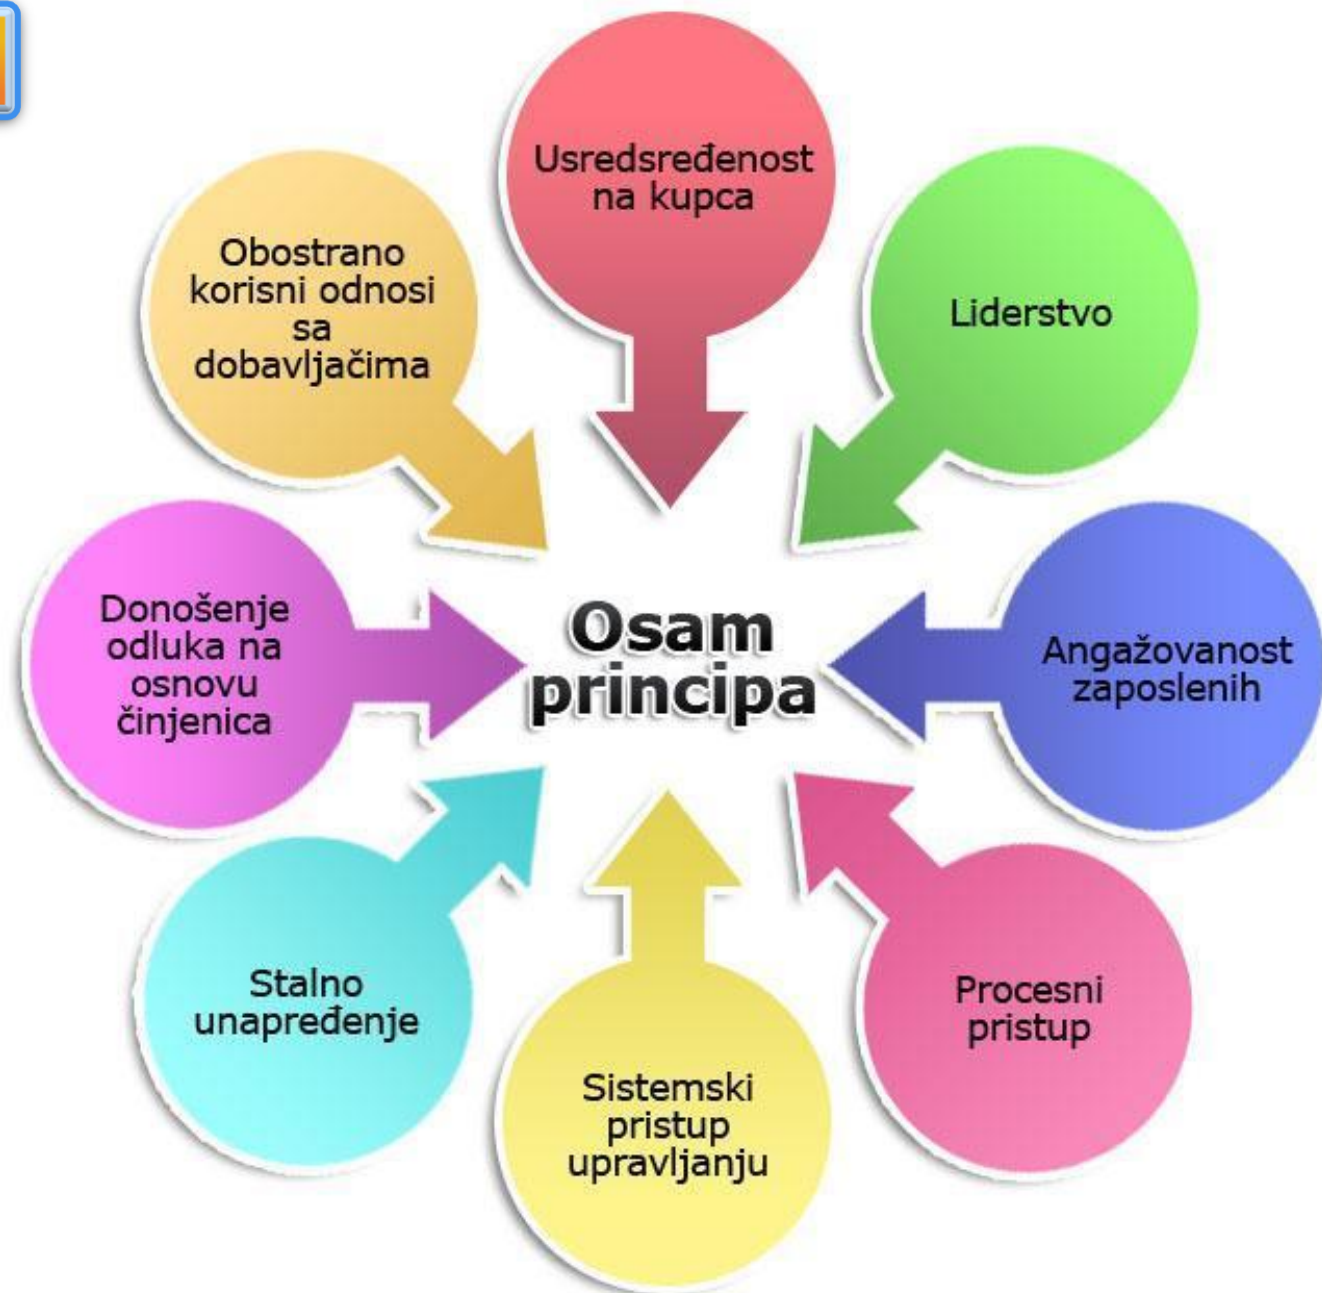 Usredsređenost
na kupca
Liderstvo
Angažovanost
zaposlenih
Procesni
pristup
Sistemski
pristup
upravljanju
Stalno
unapređenje
Donošenje
odluka na
osnovu
činjenica
Obostrano
korisni odnosi
sa
dobavljačima
Osam
principa